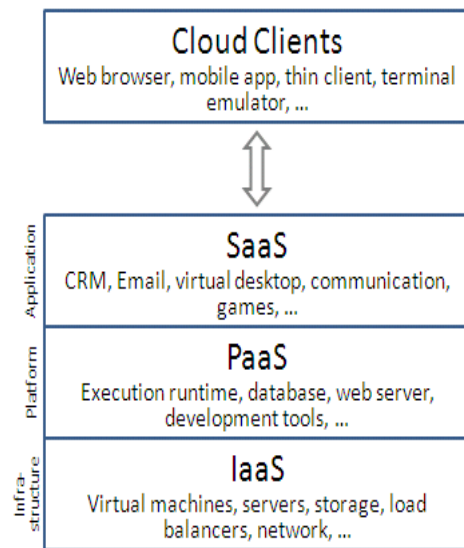 Cloud Clients
Web browser, mobile app, thin client, terminal
emulator, ...
Application
SaaS
CRM, Email, virtual desktop, communication,
games, ...
Platform
PaaS
Execution runtime, database, web server,
development tools, ...
Infra-
structure
IaaS
Virtual machines, servers, storage, load
balancers, network, ...